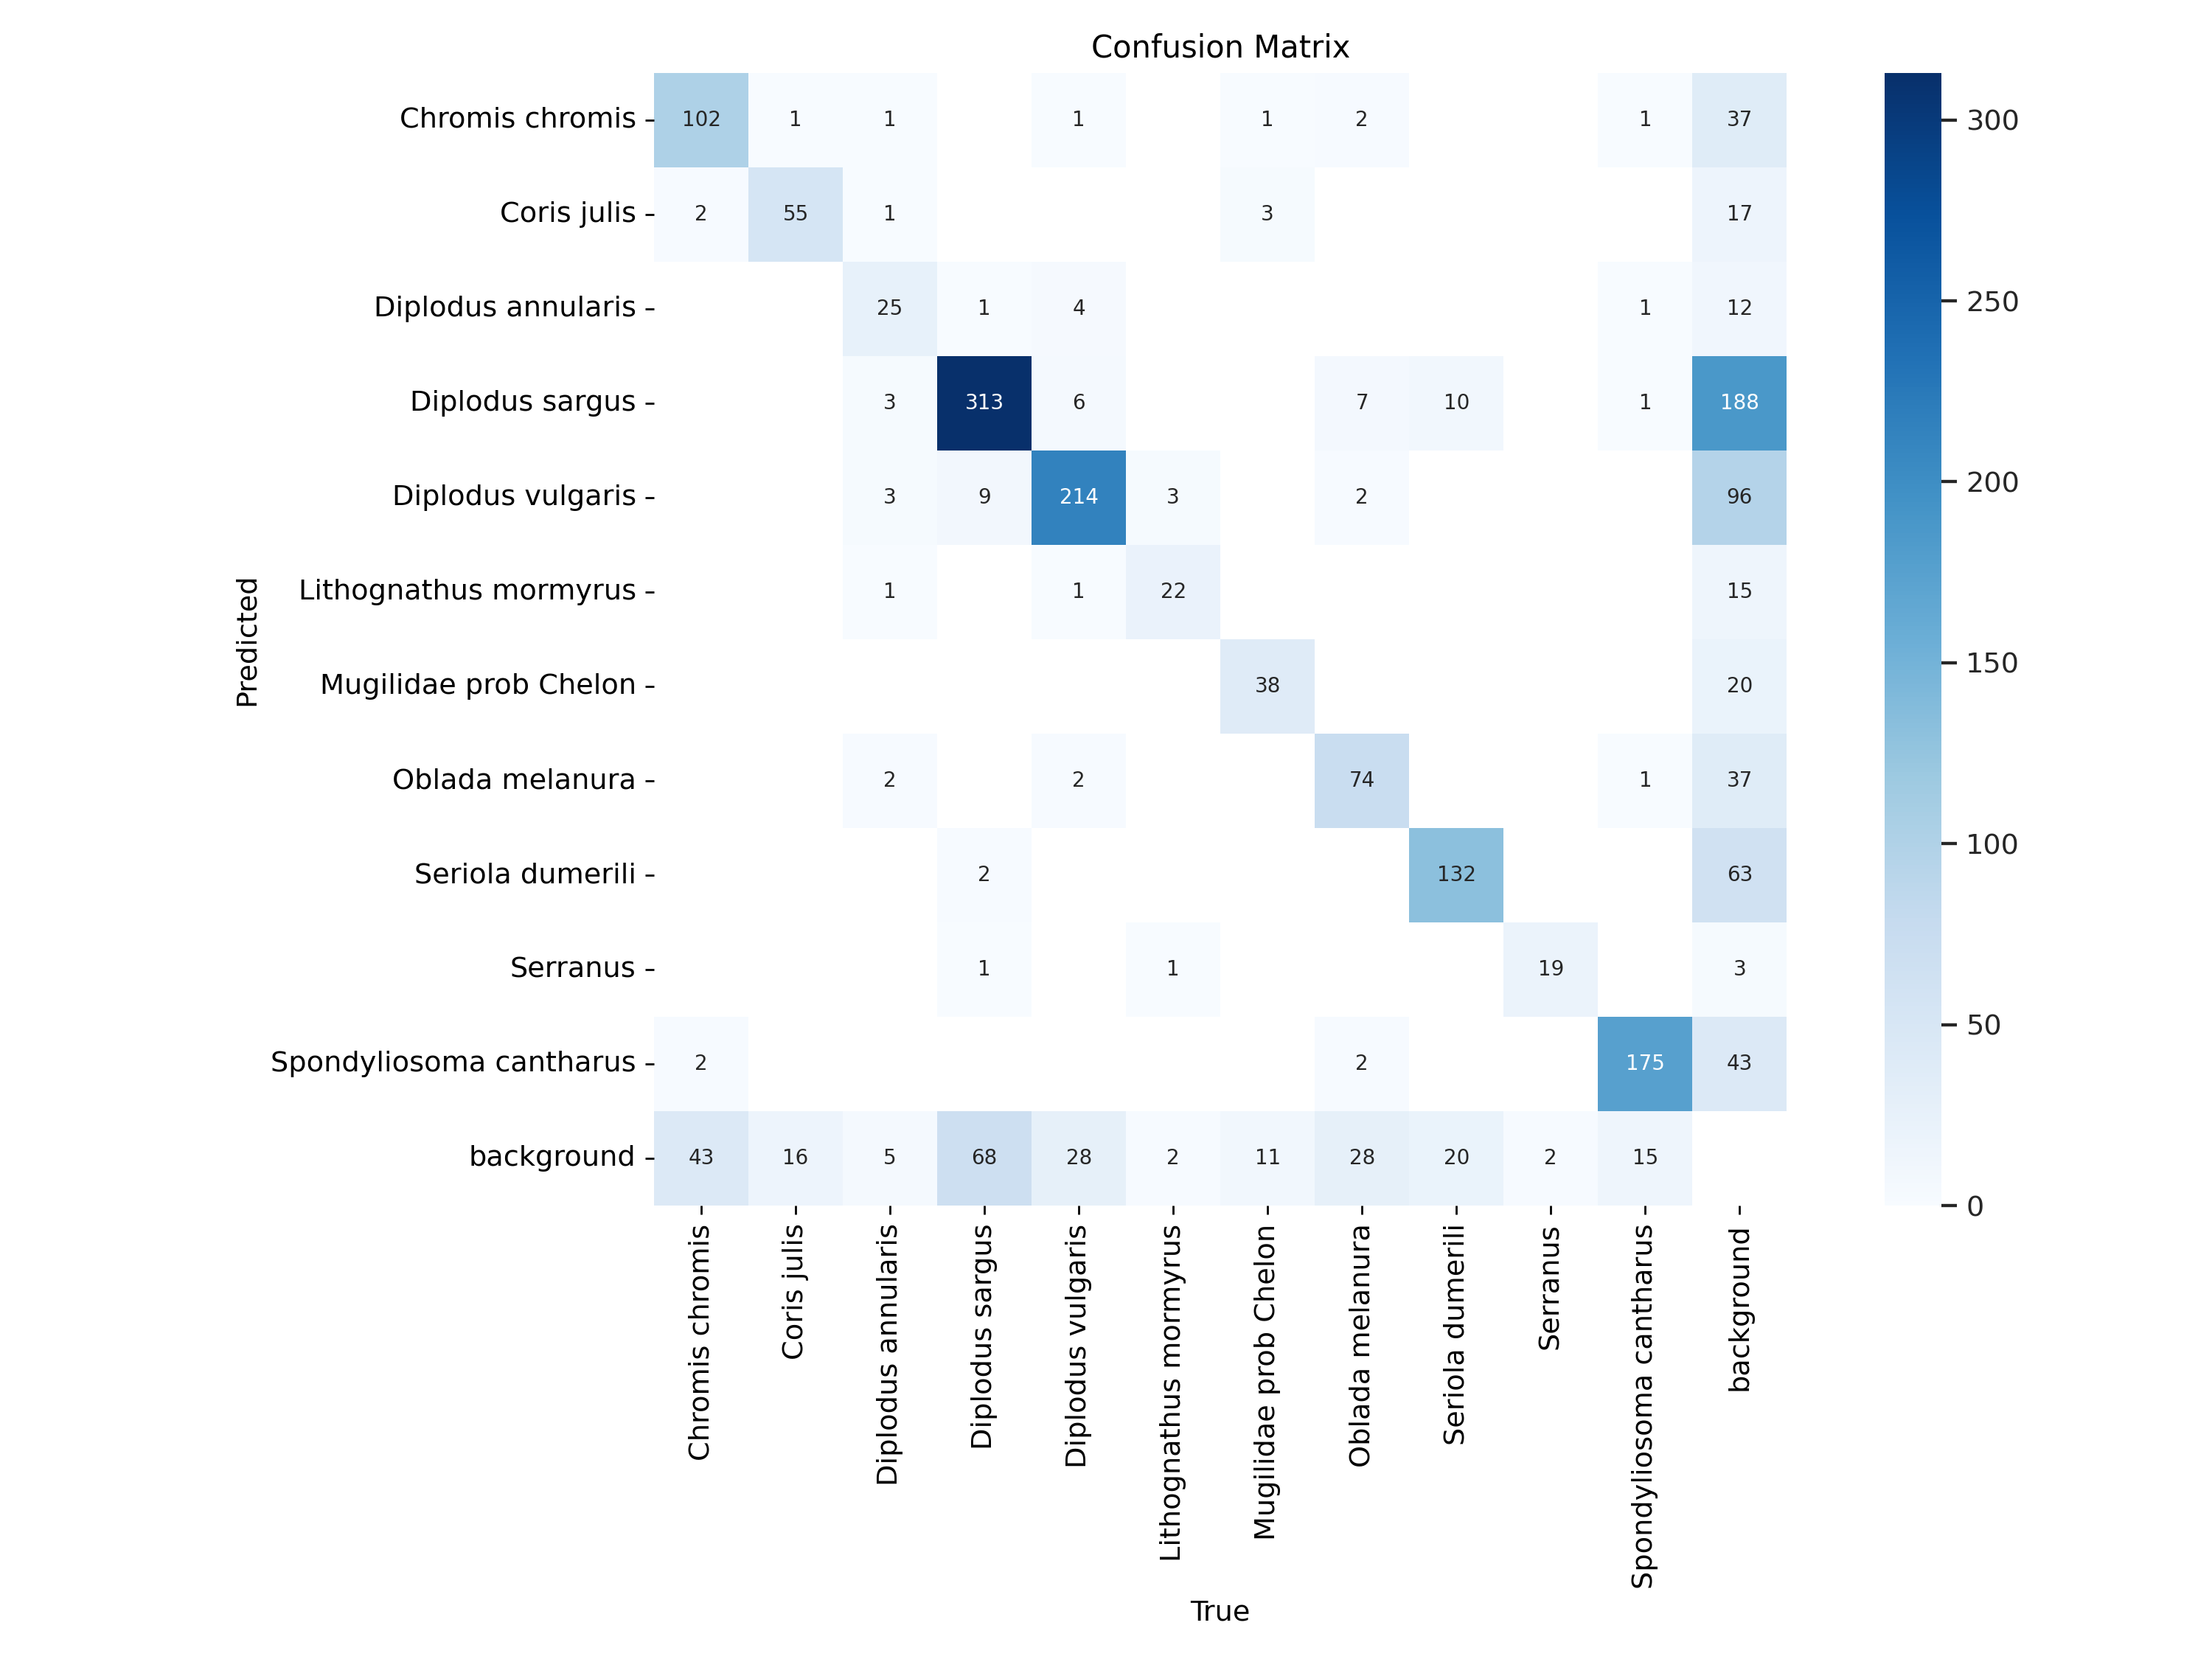 Confusion Matrix
Chromis chromis 102 1 1 1 1 2 1 37
Coris julis 2 55 1 3 17
Diplodus annularis 25 1 4 1 12
Diplodus sargus 3 313 6 7 10 1 188
Diplodus vulgaris 3 9 214 3 2 96
Lithognathus mormyrus 1 1 22 15
Mugilidae prob Chelon 38 20
Oblada melanura 2 2 74 1 37
Seriola dumerili 2 132 63
Serranus 1 1 19 3
Spondyliosoma cantharus 2 2 175 43
background 43 16 5 68 28 2 11 28 20 2 15
Predicted
Chromis chromis
Coris julis
Diplodus annularis
Diplodus sargus
Diplodus vulgaris
Lithognathus mormyrus
Mugilidae prob Chelon
Oblada melanura
Seriola dumerili
Serranus
Spondyliosoma cantharus
background
True
300
250
200
150
100
50
0